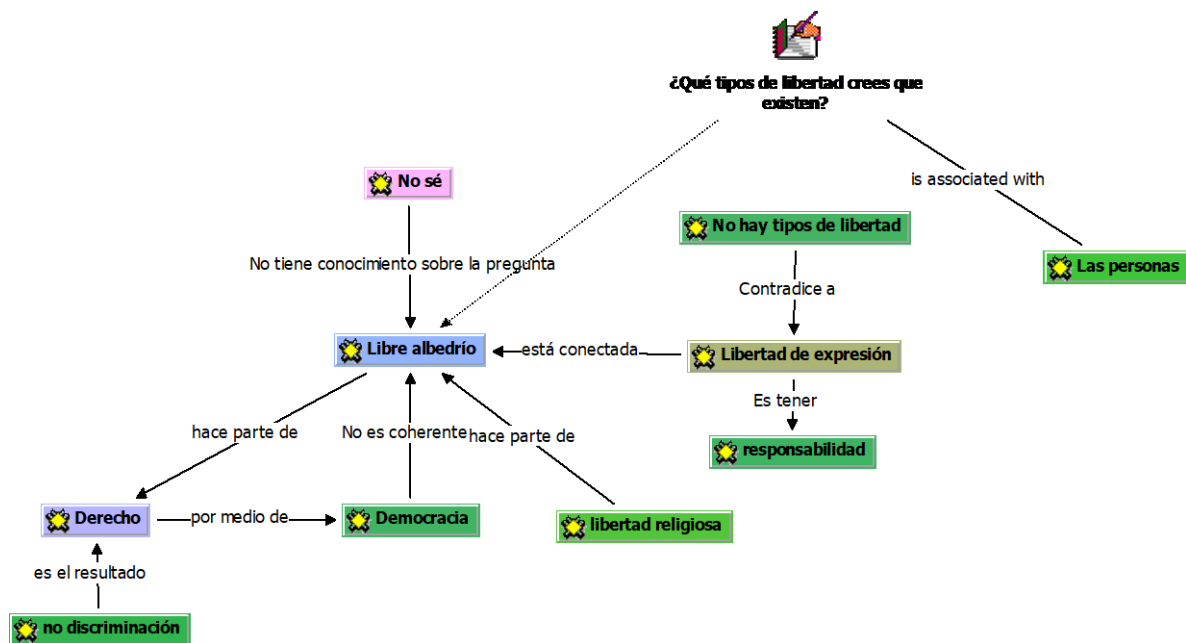 ¿Qué tipos de libertad crees que
existen?
No sé
is associated with
No hay tipos de libertad
No tiene conocimiento sobre la pregunta
Las personas
Contradice a
Libre albedrío
está conectada
Libertad de expresión
Es tener
hace parte de
No es coherente
hace parte de
responsabilidad
Derecho
por medio de
Democracia
libertad religiosa
es el resultado
no discriminación